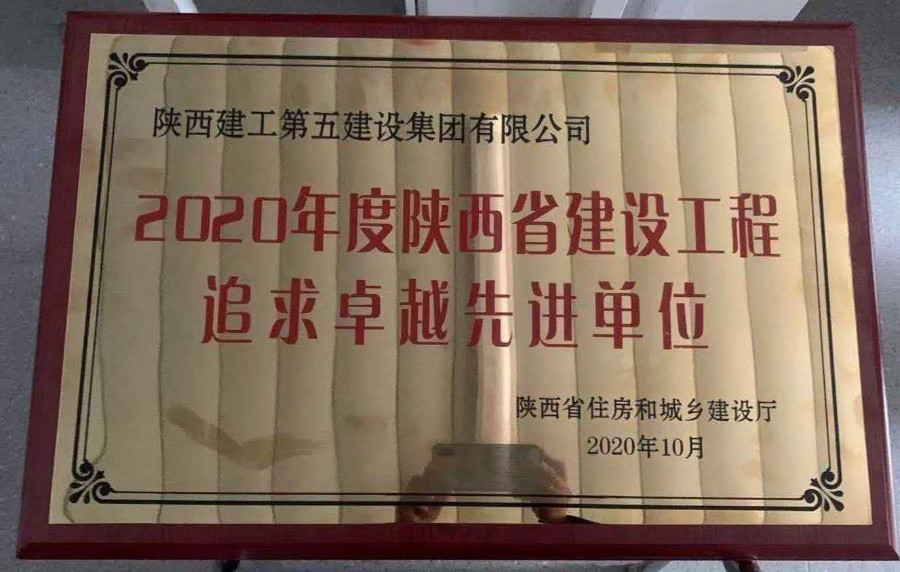 陕西建工第五建设集团有限公司
2020年度陕西省建设工程
追求卓越先进单位
陕西省住房和城乡建设厅
2020年10月